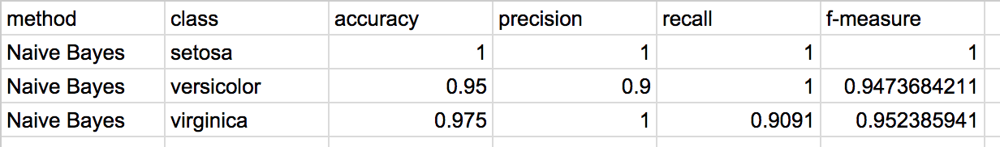 method class accuracy precision recall f-measure
Naive Bayes setosa 1 1 1 1
Naive Bayes versicolor 0.95 0.9 1 0.9473684211
Naive Bayes virginica 0.975 1 0.9091 0.952385941